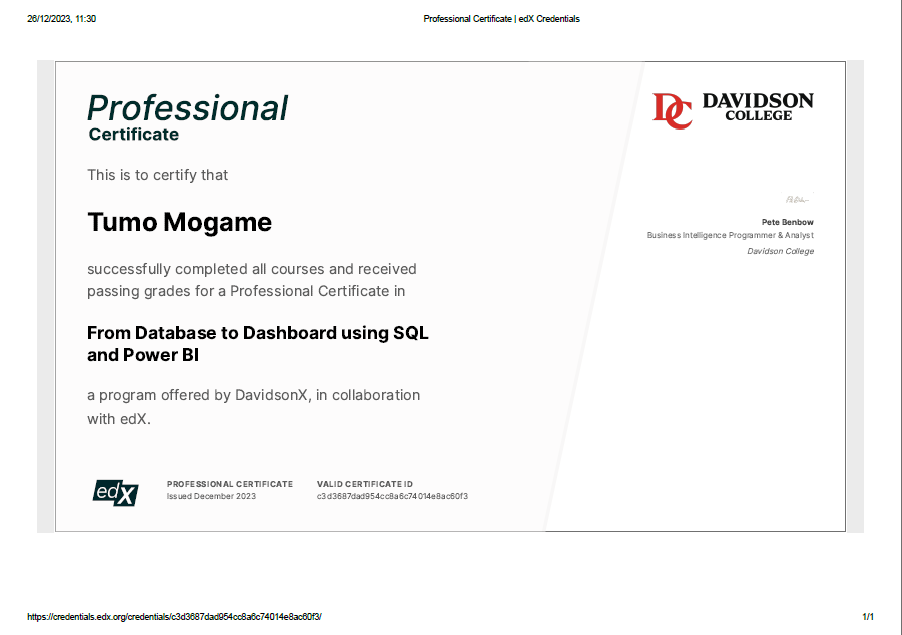 26/12/2023, 11:30
Professional Certificate | edX Credentials
Professional
Certificate
DAVIDSON
COLLEGE
This is to certify that
Tumo Mogame
successfully completed all courses and received
passing grades for a Professional Certificate in
From Database to Dashboard using SQL
and Power BI
a program offered by DavidsonX, in collaboration
with edX.
Pete Benbow
Business Intelligence Programmer & Analyst
Davidson College
edX
PROFESSIONAL CERTIFICATE
Issued December 2023
VALID CERTIFICATE ID
c3d3687dad954cc8a6c74014e8ac60f3
https://credentials.edx.org/credentials/c3d3687dad954cc8a6c74014e8ac60f3/
1/1